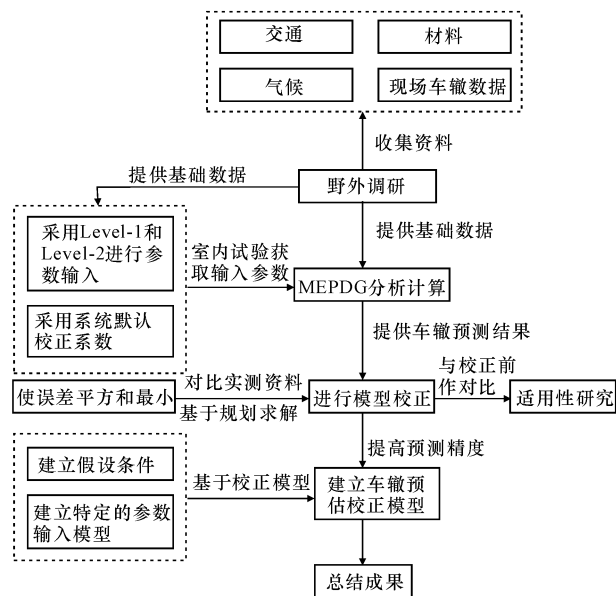 交通
材料
气候
现场车辙数据
收集资料
提供基础数据
野外调研
采用Level-1和
Level-2进行参
数输入
室内试验获
取输入参数
提供基础数据
MEPDG分析计算
采用系统默认
校正系数
提供车辙预测结果
使误差平方和最小
对比实测资料
基于规划求解
进行模型校正
与校正前
作对比
适用性研究
提高预测精度
建立假设条件
建立特定的参数
输入模型
基于校正模型
建立车辙预
估校正模型
总结成果